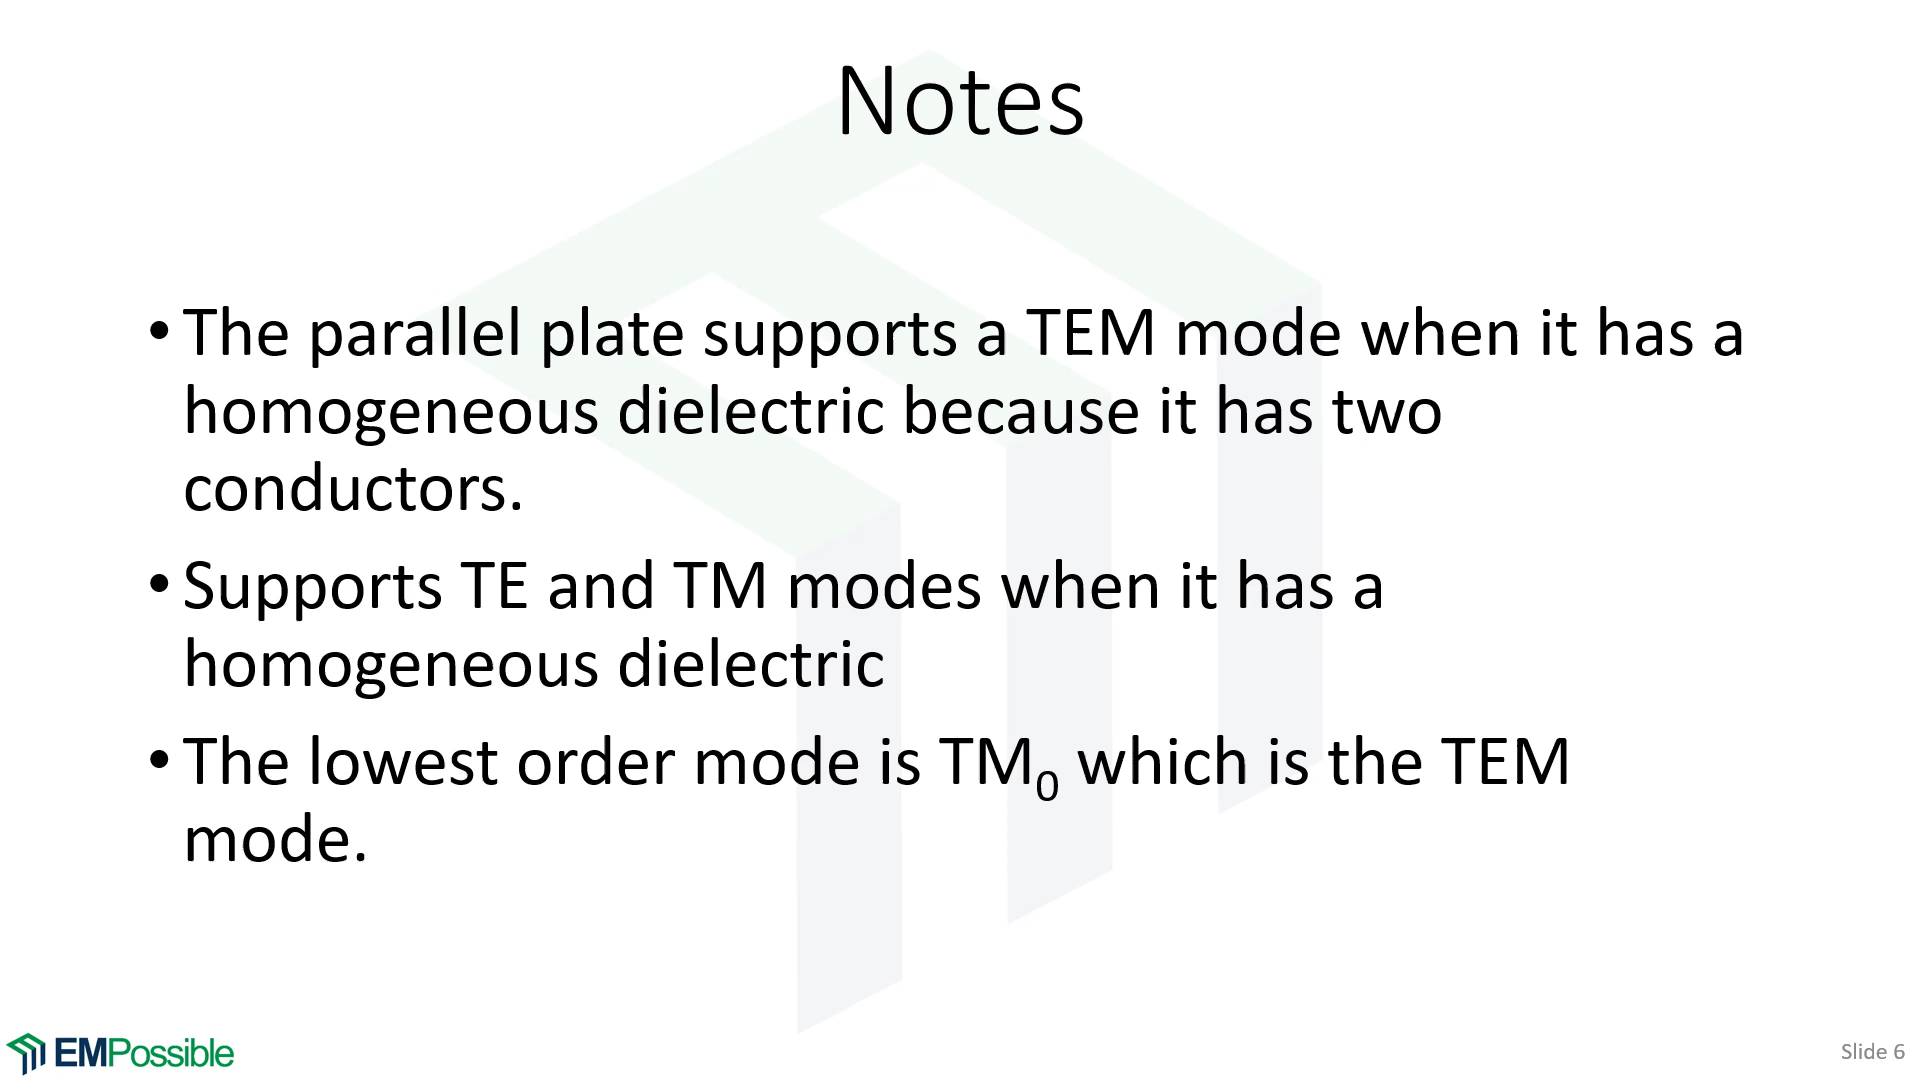 Notes
• The parallel plate supports a TEM mode when it has a
homogeneous dielectric because it has two
conductors.
• Supports TE and TM modes when it has a
homogeneous dielectric
• The lowest order mode is TM₀ which is the TEM
mode.
EMPossible
Slide 6